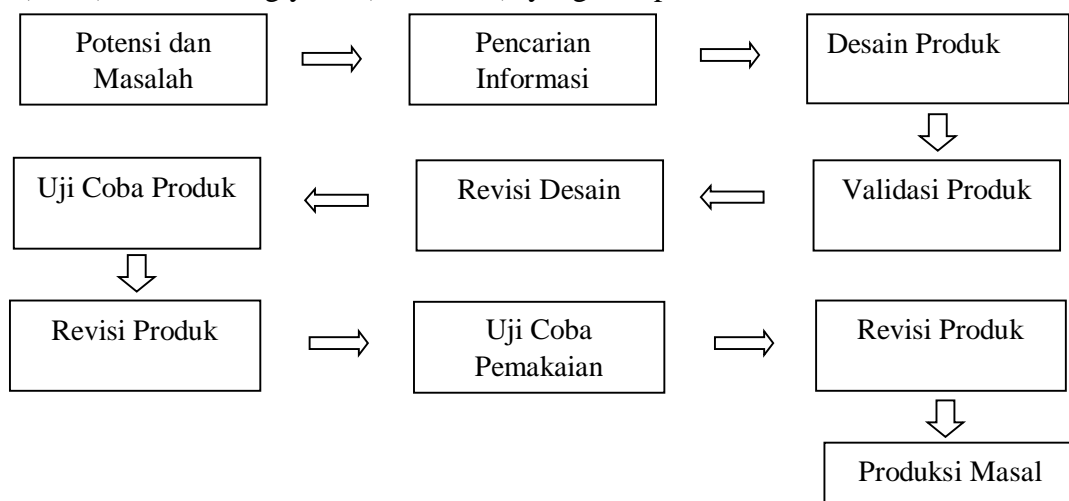 Potensi dan
Masalah
Pencarian
Informasi
Desain Produk
Validasi Produk
Revisi Desain
Uji Coba Produk
Revisi Produk
Uji Coba
Pemakaian
Revisi Produk
Produksi Masal